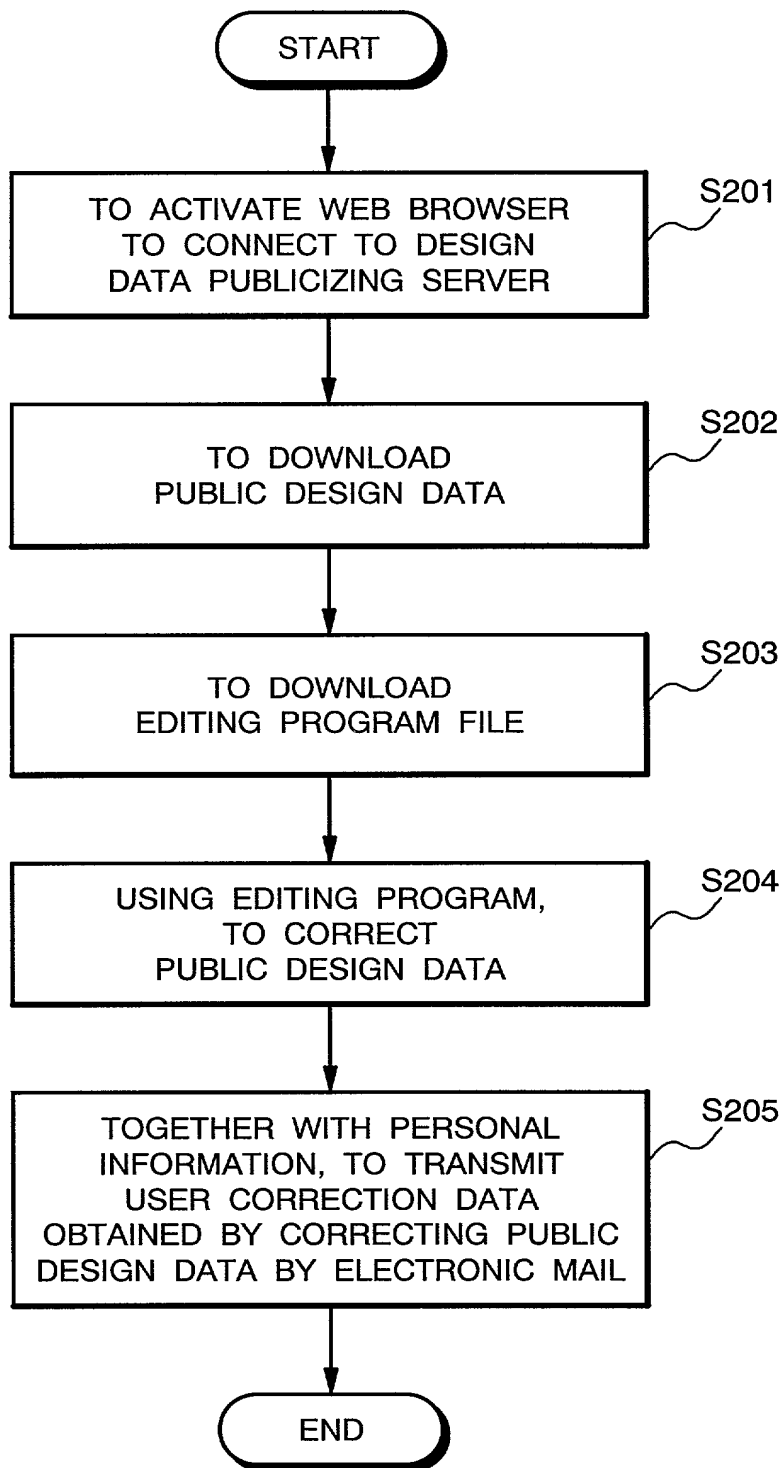 START
S201
TO ACTIVATE WEB BROWSER
TO CONNECT TO DESIGN
DATA PUBLICIZING SERVER
S202
TO DOWNLOAD
PUBLIC DESIGN DATA
S203
TO DOWNLOAD
EDITING PROGRAM FILE
S204
USING EDITING PROGRAM,
TO CORRECT
PUBLIC DESIGN DATA
S205
TOGETHER WITH PERSONAL
INFORMATION, TO TRANSMIT
USER CORRECTION DATA
OBTAINED BY CORRECTING PUBLIC
DESIGN DATA BY ELECTRONIC MAIL
END